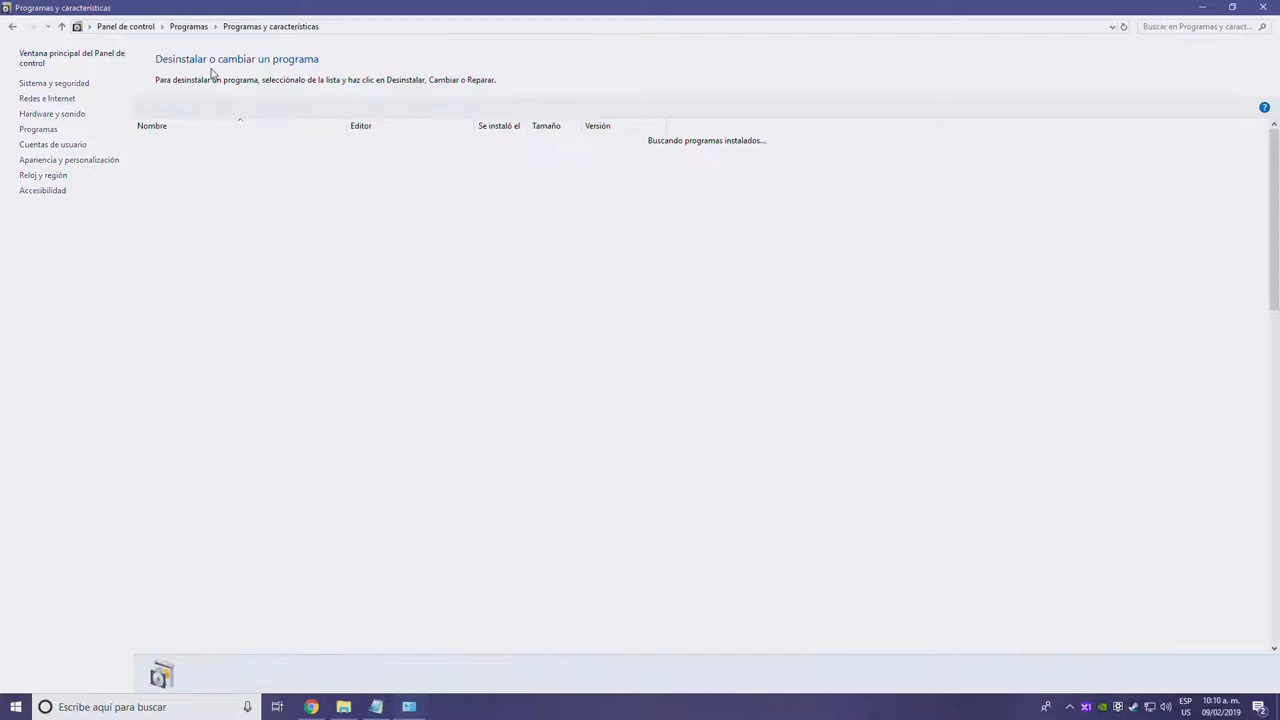 Programas y características
Panel de control > Programas > Programas y características
Buscar en Programas y caract...
Ventana principal del Panel de
control
Sistema y seguridad
Redes e Internet
Hardware y sonido
Programas
Cuentas de usuario
Apariencia y personalización
Reloj y región
Accesibilidad
Desinstalar o cambiar un programa
Para desinstalar un programa, selecciónalo de la lista y haz clic en Desinstalar, Cambiar o Reparar.
Nombre Editor Se instaló el Tamaño Versión
Buscando programas instalados...
Escribe aquí para buscar
ESP
US
10:10 a. m.
09/02/2019
2